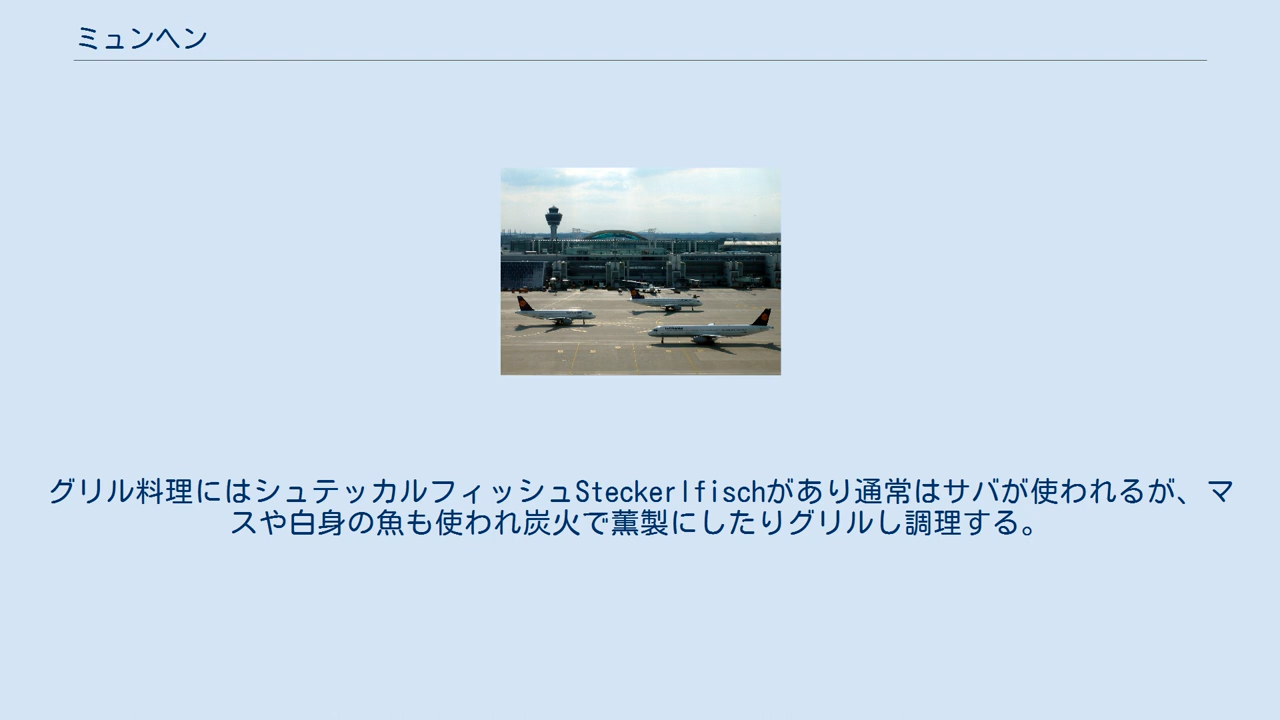 ミュンヘン
グリル料理にはシュテッカルフィッシュSteckerlfischがあり通常はサバが使われるが、マ
スや白身の魚も使われ炭火で薫製にしたりグリルし調理する。